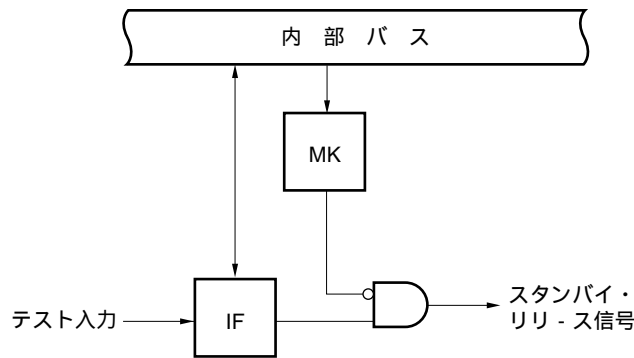 内 部 バ ス
MK
テスト入力
IF
スタンバイ・
リリ - ス信号